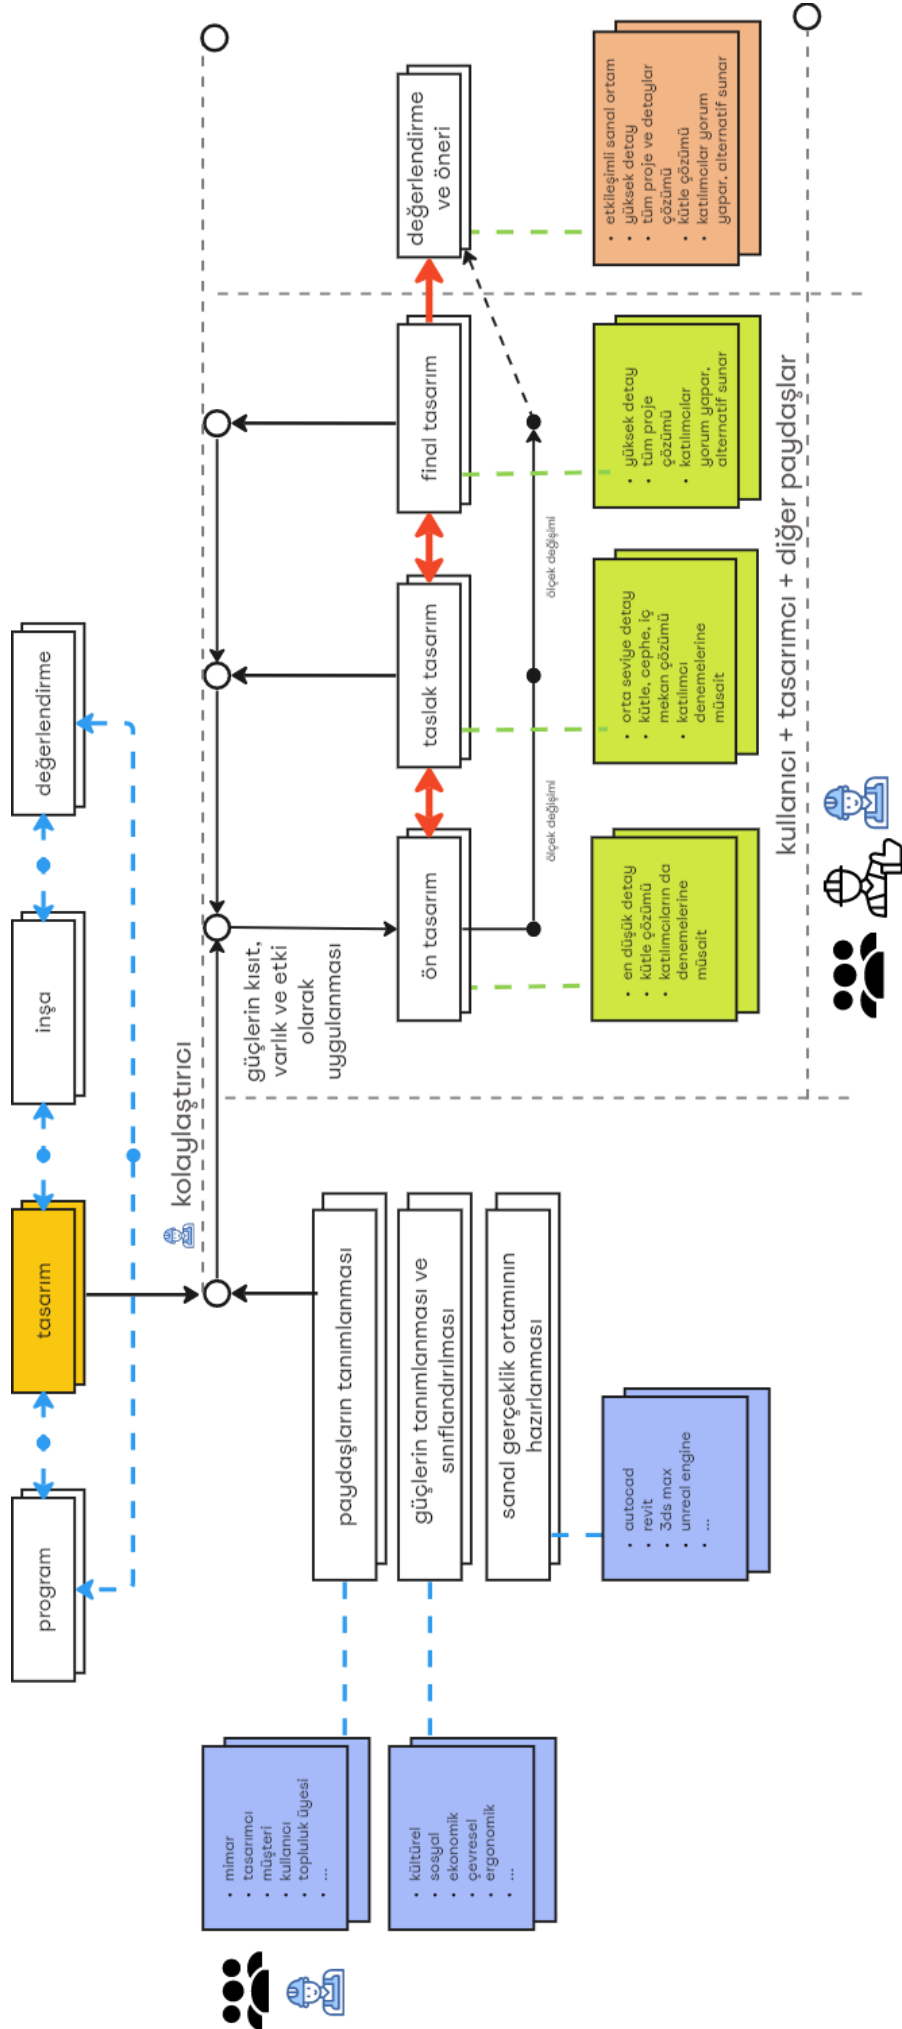 program
tasarım
inşa
değerlendirme
kolaylaştırıcı
• mimar
• tasarımcı
• müşteri
• kullanıcı
• topluluk üyesi
• ...
• kültürel
• sosyal
• ekonomik
• çevresel
• ergonomik
• ...
paydaşların tanımlanması
güçlerin tanımlanması ve
sınıflandırılması
sanal gerçeklik ortamının
hazırlanması
• autocad
• revit
• 3ds max
• unreal engine
• ...
güçlerin kısıt,
varlık ve etki
olarak
uygulanması
ön tasarım
taslak tasarım
final tasarım
değerlendirme
ve öneri
ölçek değişimi
ölçek değişimi
• en düşük detay
• kütle çözümü
• katılımcıların da
denemelerine
müsait
• orta seviye detay
• kütle, cephe, iç
mekan çözümü
• katılımcı
denemelerine
müsait
• yüksek detay
• tüm proje
çözümü
• katılımcılar
yorum yapar,
alternatif sunar
• etkileşimli sanal ortam
• yüksek detay
• tüm proje ve detaylar
çözümü
• kütle çözümü
• katılımcılar yorum
yapar, alternatif sunar
kullanıcı + tasarımcı + diğer paydaşlar